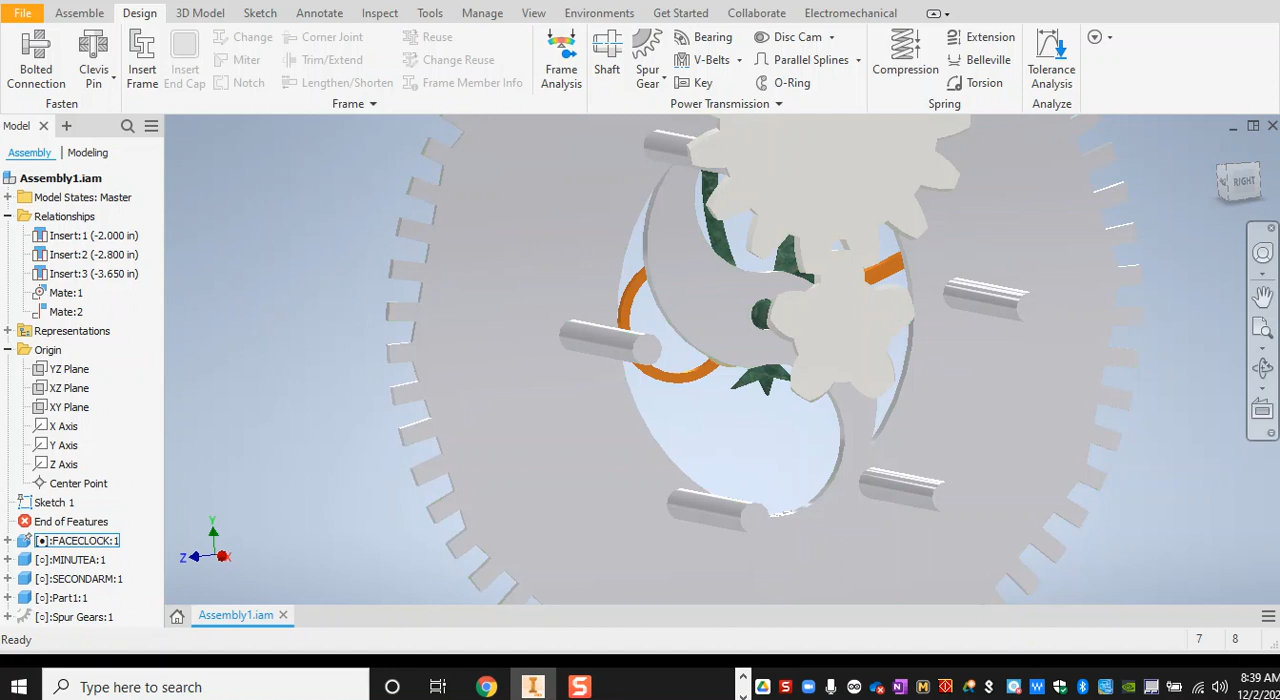 File Assemble Design 3D Model Sketch Annotate Inspect Tools Manage View Environments Get Started Collaborate Electromechanical
Bolted Connection
Clevis Pin
Insert Frame
Insert End Cap
Change
Miter
Notch
Corner Joint
Trim/Extend
Lengthen/Shorten
Reuse
Change Reuse
Frame Member Info
Frame Analysis
Shaft
Spur Gear
Bearing
V-Belts
Key
Disc Cam
Parallel Splines
O-Ring
Compression
Extension
Belleville
Torsion
Tolerance Analysis
Fasten Frame Power Transmission Spring Analyze
Model
Assembly Modeling
Assembly1.iam
Model States: Master
Relationships
Insert:1 (-2.000 in)
Insert:2 (-2.800 in)
Insert:3 (-3.650 in)
Mate:1
Mate:2
Representations
Origin
YZ Plane
XZ Plane
XY Plane
X Axis
Y Axis
Z Axis
Center Point
Sketch 1
End of Features
[●]:FACECLOCK:1
[○]:MINUTEA:1
[○]:SECONDARM:1
[○]:Part1:1
[○]:Spur Gears:1
RIGHT
Y
Z X
Assembly1.iam
Ready 7 8
Type here to search
8:39 AM